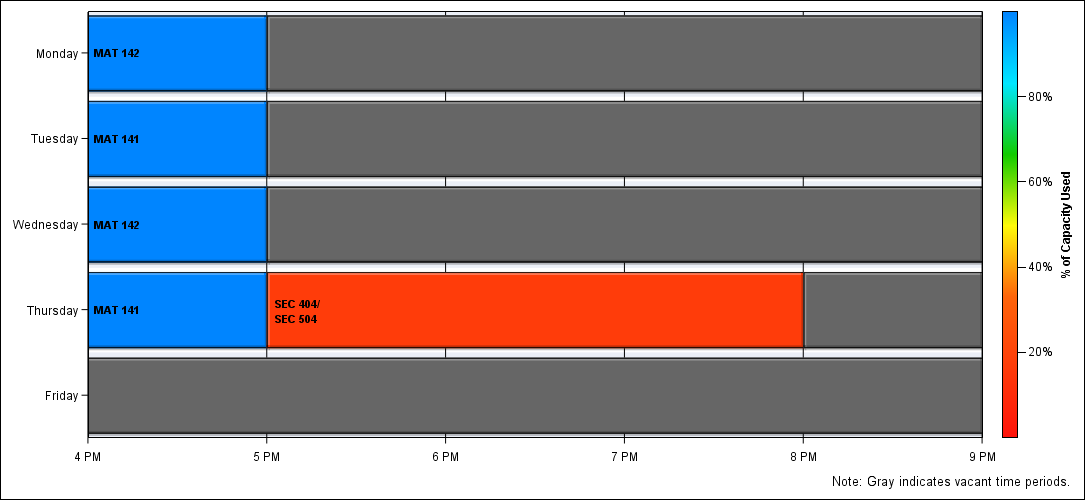 Monday
MAT 142
Tuesday
MAT 141
Wednesday
MAT 142
Thursday
MAT 141
SEC 404/
SEC 504
Friday
4 PM 5 PM 6 PM 7 PM 8 PM 9 PM
80%
60%
40%
20%
% of Capacity Used
Note: Gray indicates vacant time periods.